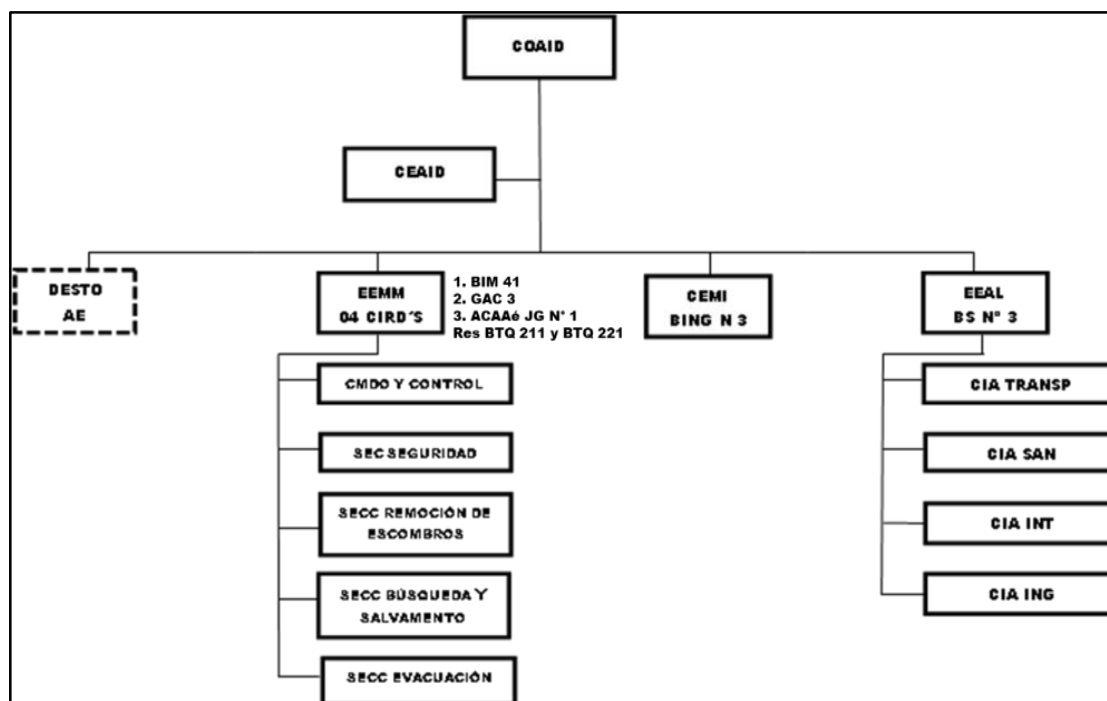 COAID
CEAID
DESTO
AE
EEMM
04 CIRD´S
1. BIM 41
2. GAC 3
3. ACAAé JG N° 1
Res BTQ 211 y BTQ 221
CEMI
BING N 3
EEAL
BS N° 3
CMDO Y CONTROL
SEC SEGURIDAD
SECC REMOCIÓN DE
ESCOMBROS
SECC BÚSQUEDA Y
SALVAMENTO
SECC EVACUACIÓN
CIA TRANSP
CIA SAN
CIA INT
CIA ING